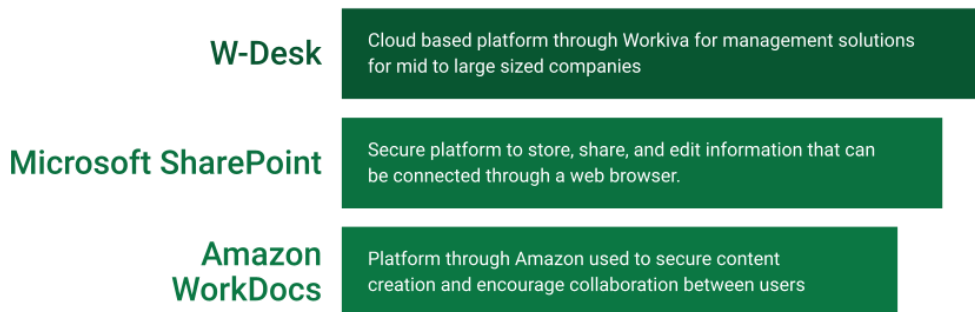 W-Desk
Cloud based platform through Workiva for management solutions
for mid to large sized companies
Microsoft SharePoint
Secure platform to store, share, and edit information that can
be connected through a web browser.
Amazon
WorkDocs
Platform through Amazon used to secure content
creation and encourage collaboration between users